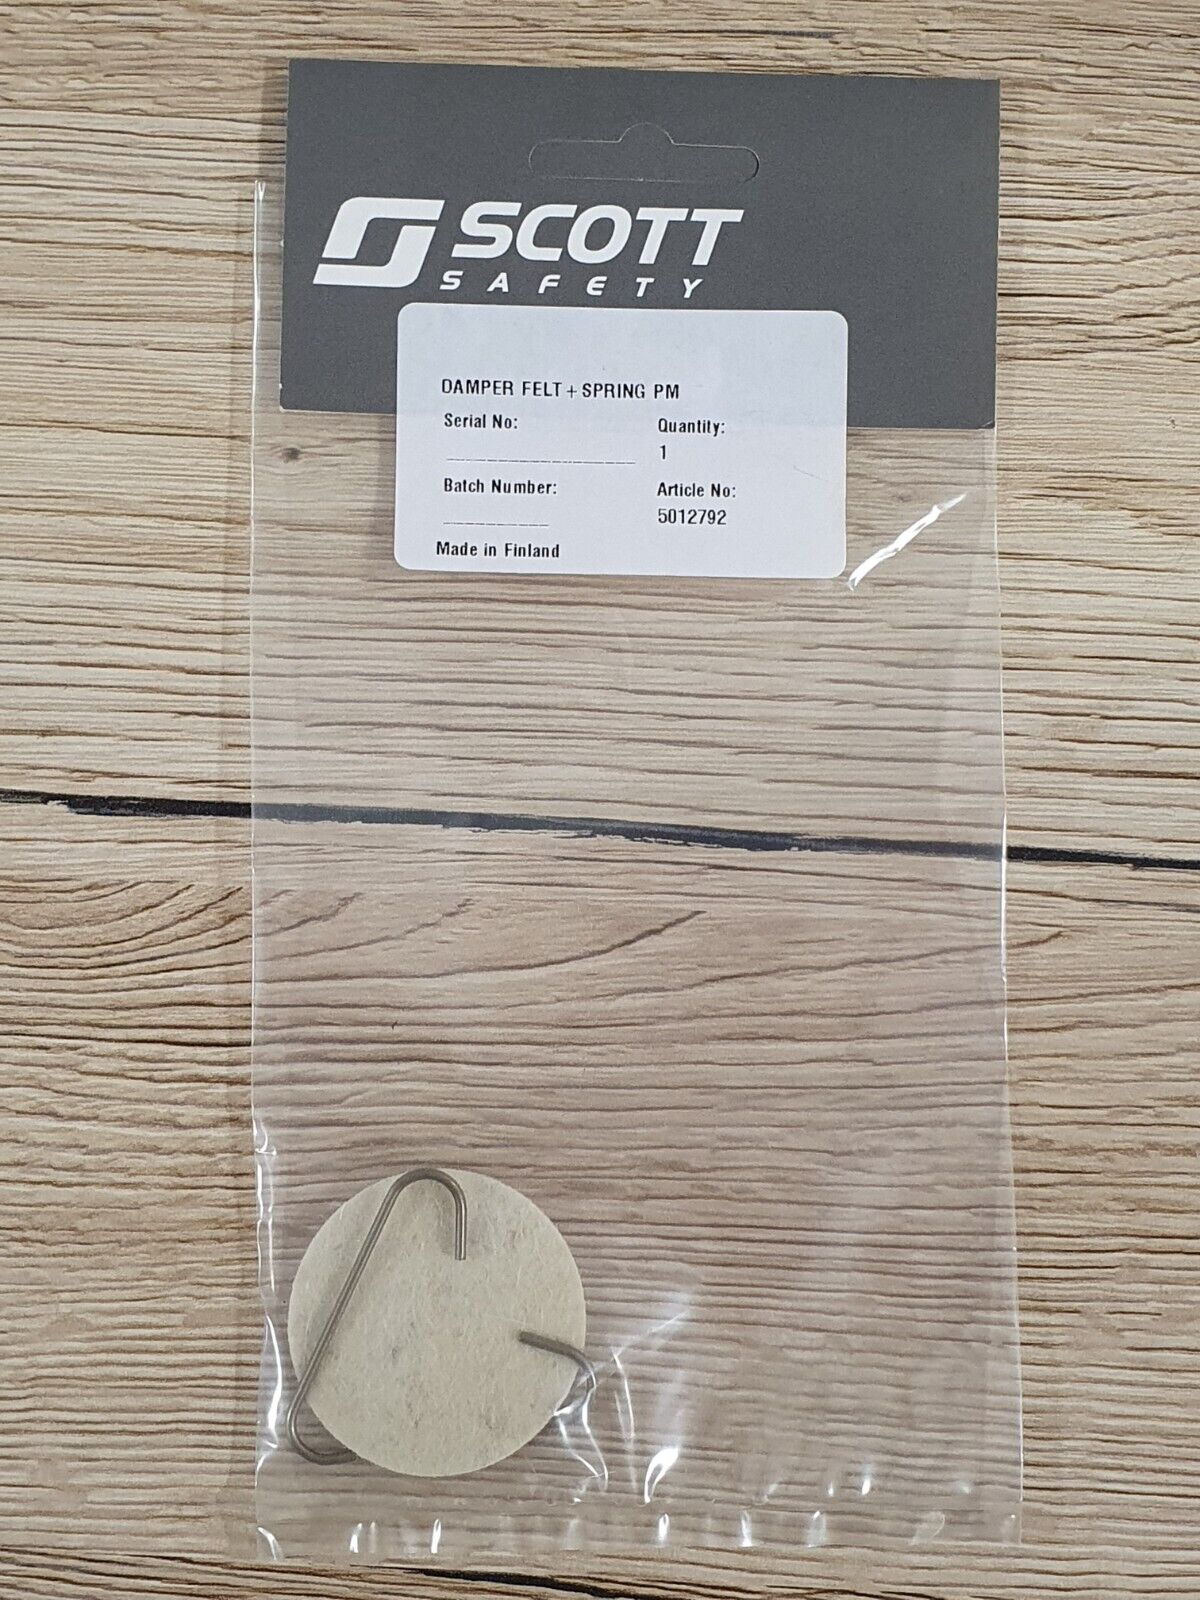 SCOTT
SAFETY
DAMPER FELT + SPRING PM
Serial No:
Quantity:
1
Batch Number:
Article No:
5012792
Made in Finland